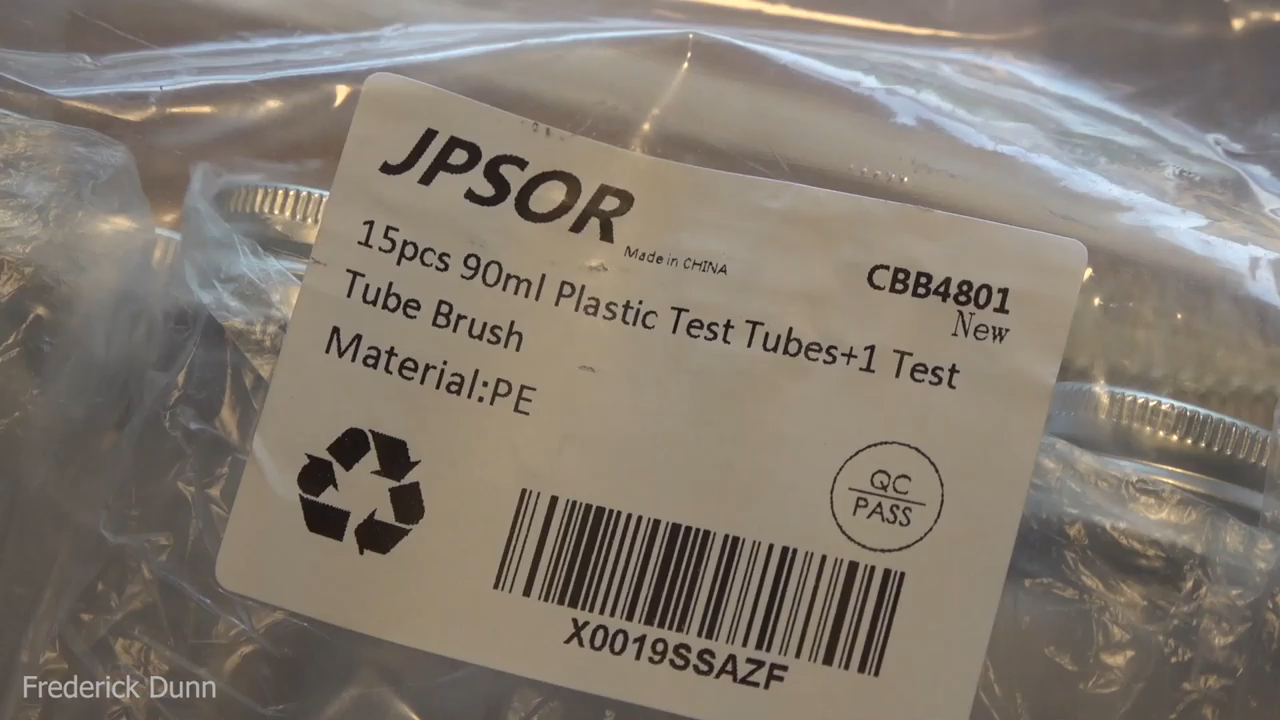 JPSOR
Made in CHINA
CBB4801
New
15pcs 90ml Plastic Test Tubes+1 Test
Tube Brush
Material:PE
QC
PASS
X0019SSAZF
Frederick Dunn